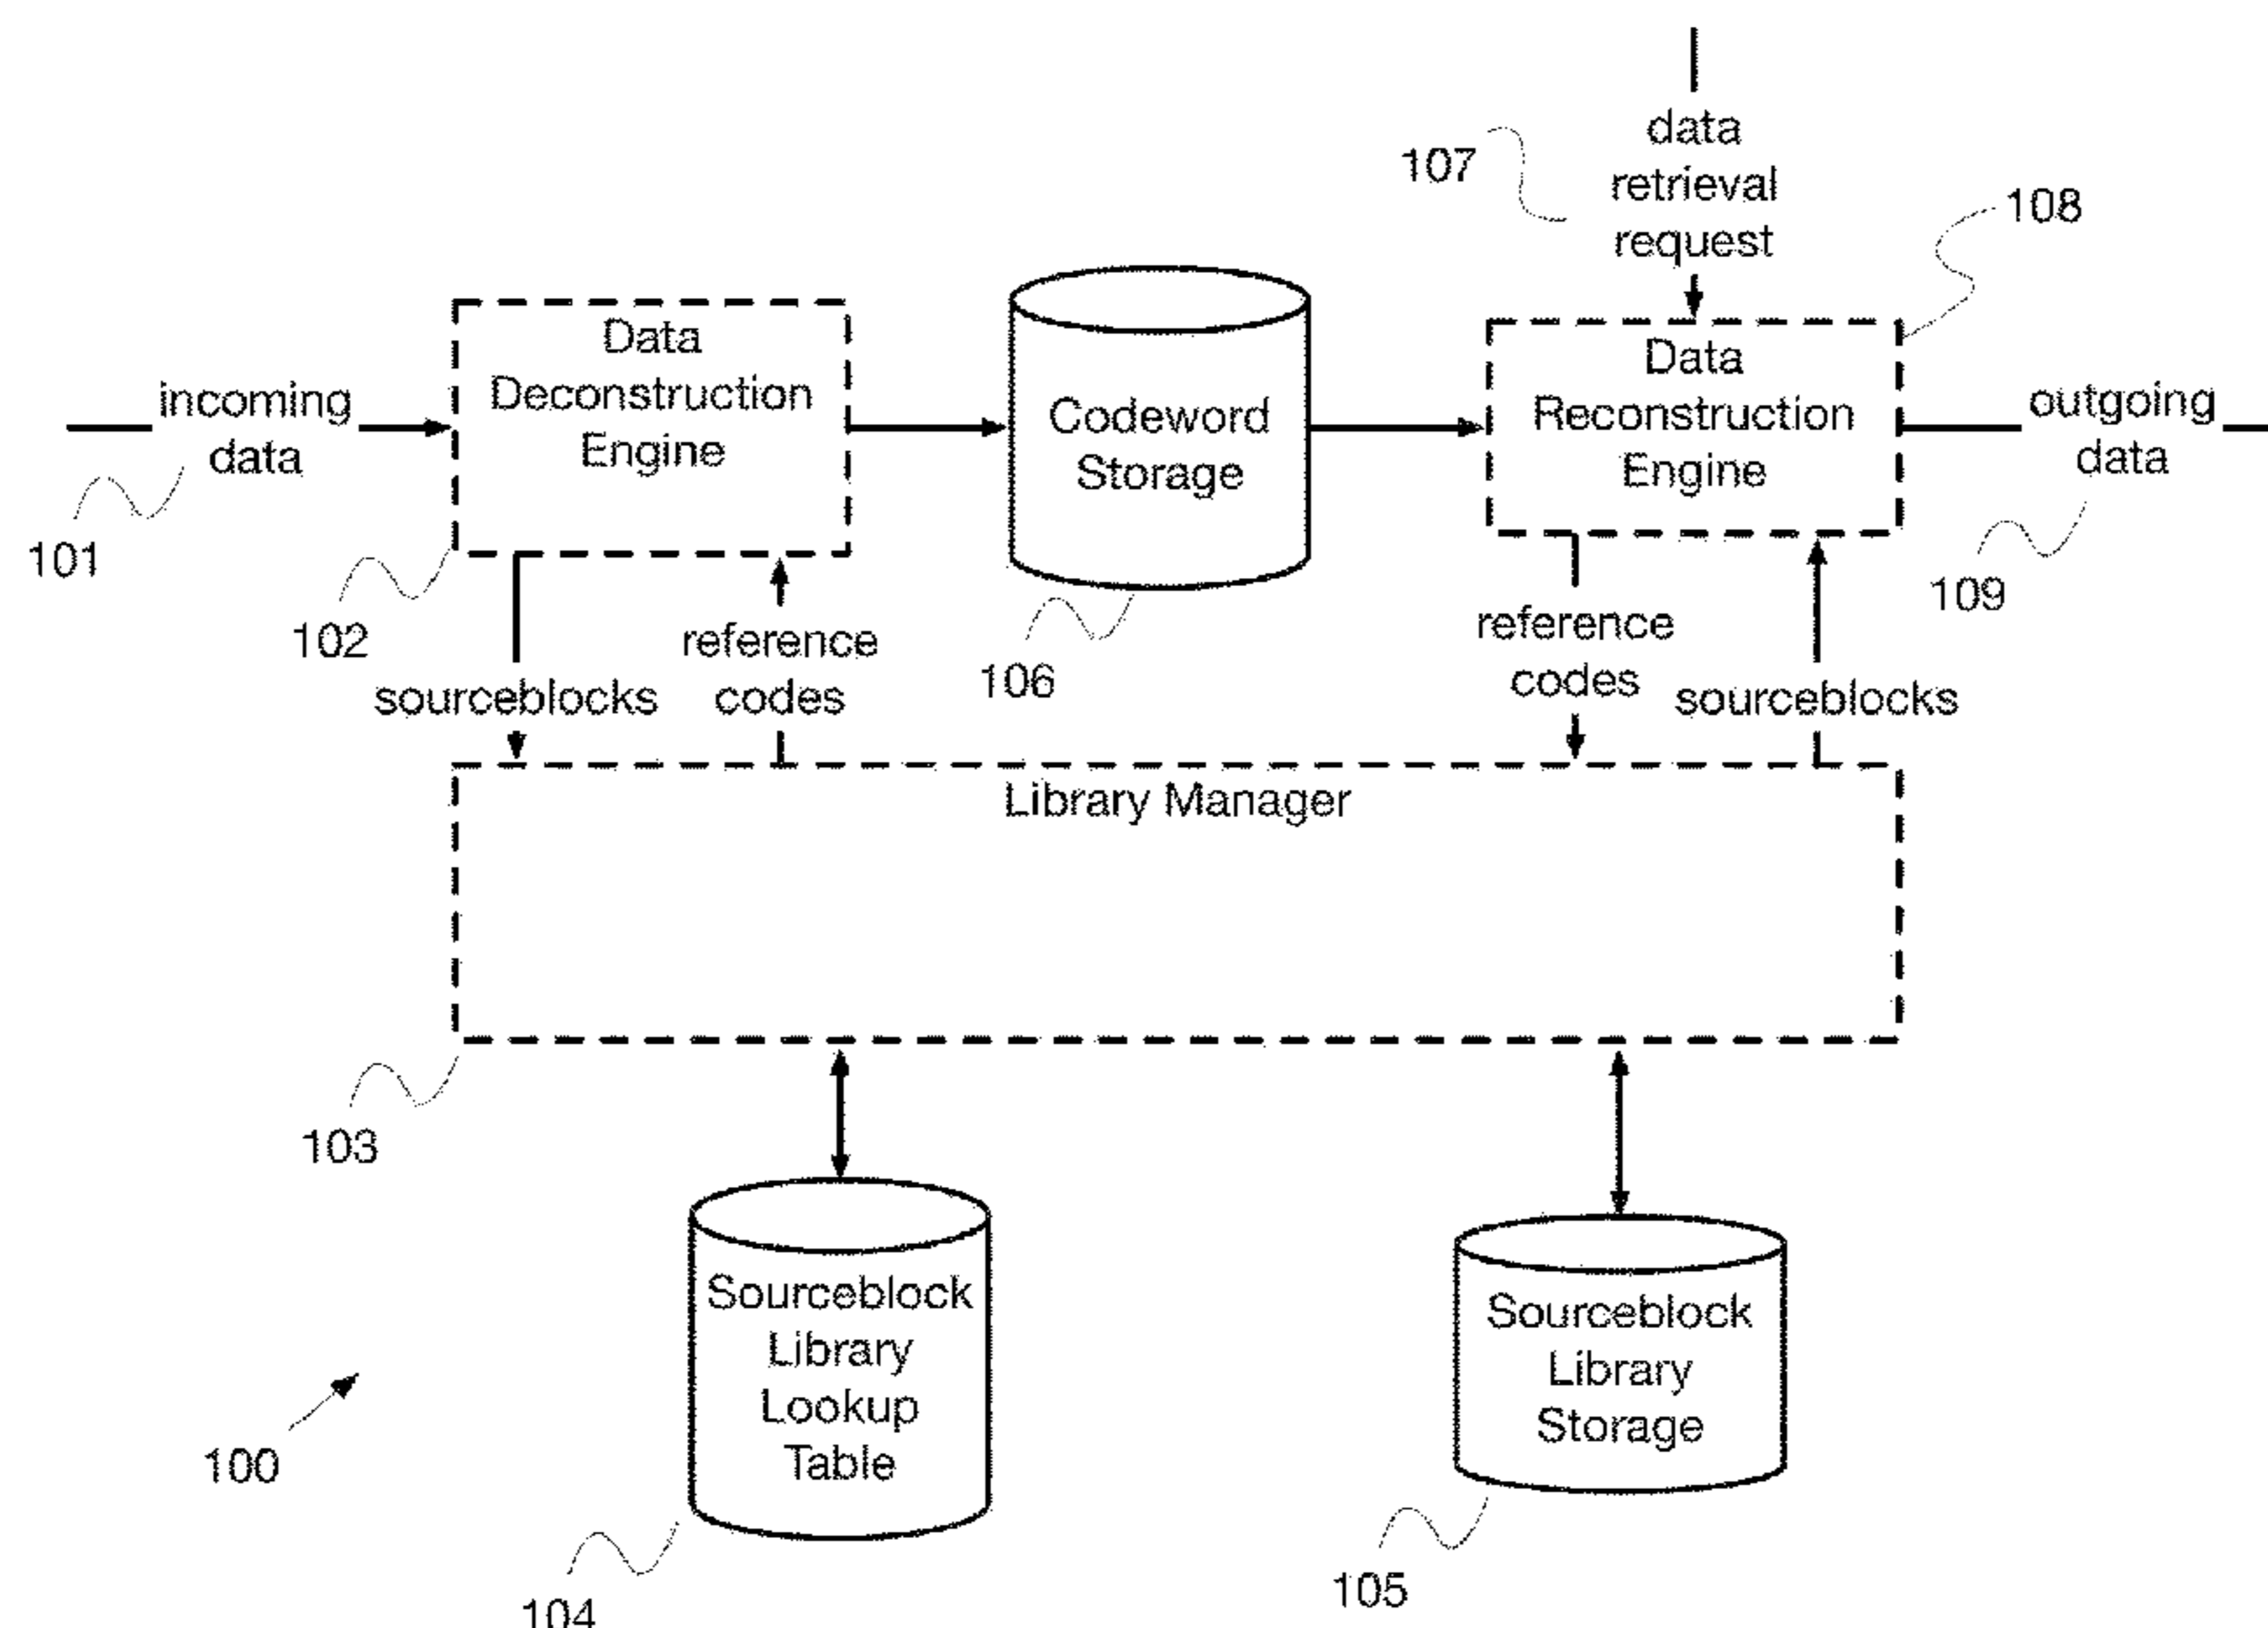 data
retrieval
request
107
108
incoming
data
101
Data
Deconstruction
Engine
102
Codeword
Storage
106
Data
Reconstruction
Engine
outgoing
data
109
sourceblocks
reference
codes
reference
codes
sourceblocks
Library Manager
103
Sourceblock
Library
Lookup
Table
104
Sourceblock
Library
Storage
105
100